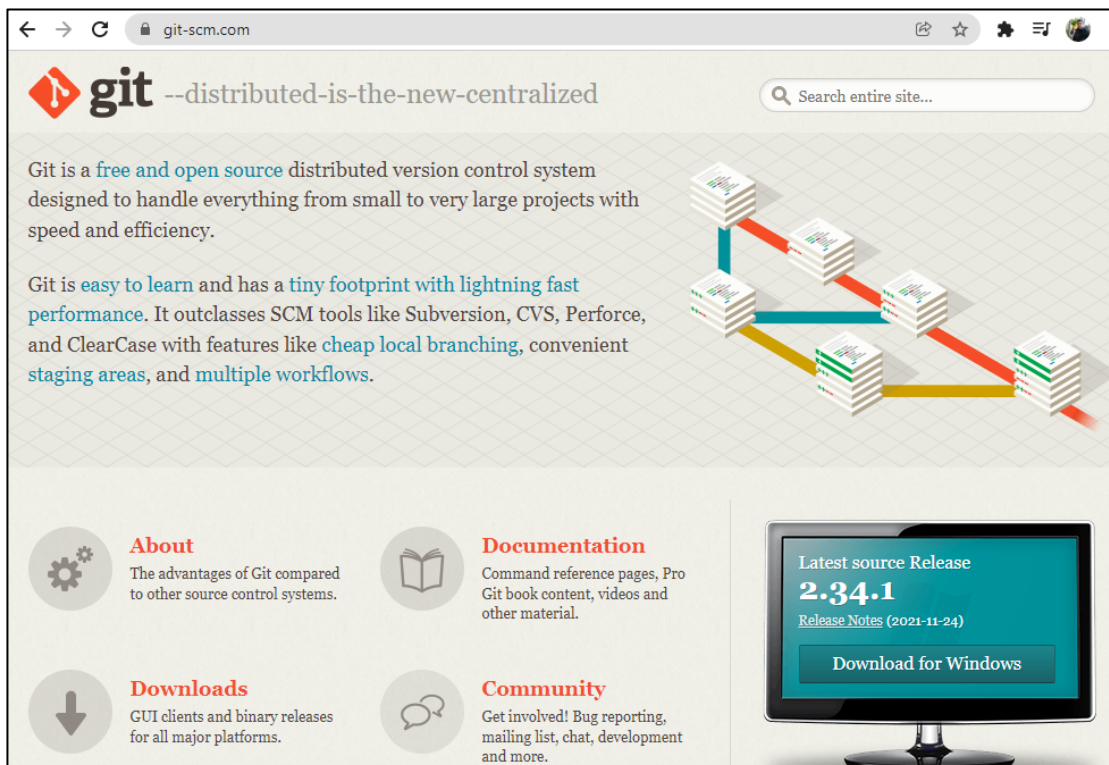 git-scm.com
git --distributed-is-the-new-centralized
Search entire site...
Git is a free and open source distributed version control system
designed to handle everything from small to very large projects with
speed and efficiency.
Git is easy to learn and has a tiny footprint with lightning fast
performance. It outclasses SCM tools like Subversion, CVS, Perforce,
and ClearCase with features like cheap local branching, convenient
staging areas, and multiple workflows.
About
The advantages of Git compared
to other source control systems.
Documentation
Command reference pages, Pro
Git book content, videos and
other material.
Downloads
GUI clients and binary releases
for all major platforms.
Community
Get involved! Bug reporting,
mailing list, chat, development
and more.
Latest source Release
2.34.1
Release Notes (2021-11-24)
Download for Windows